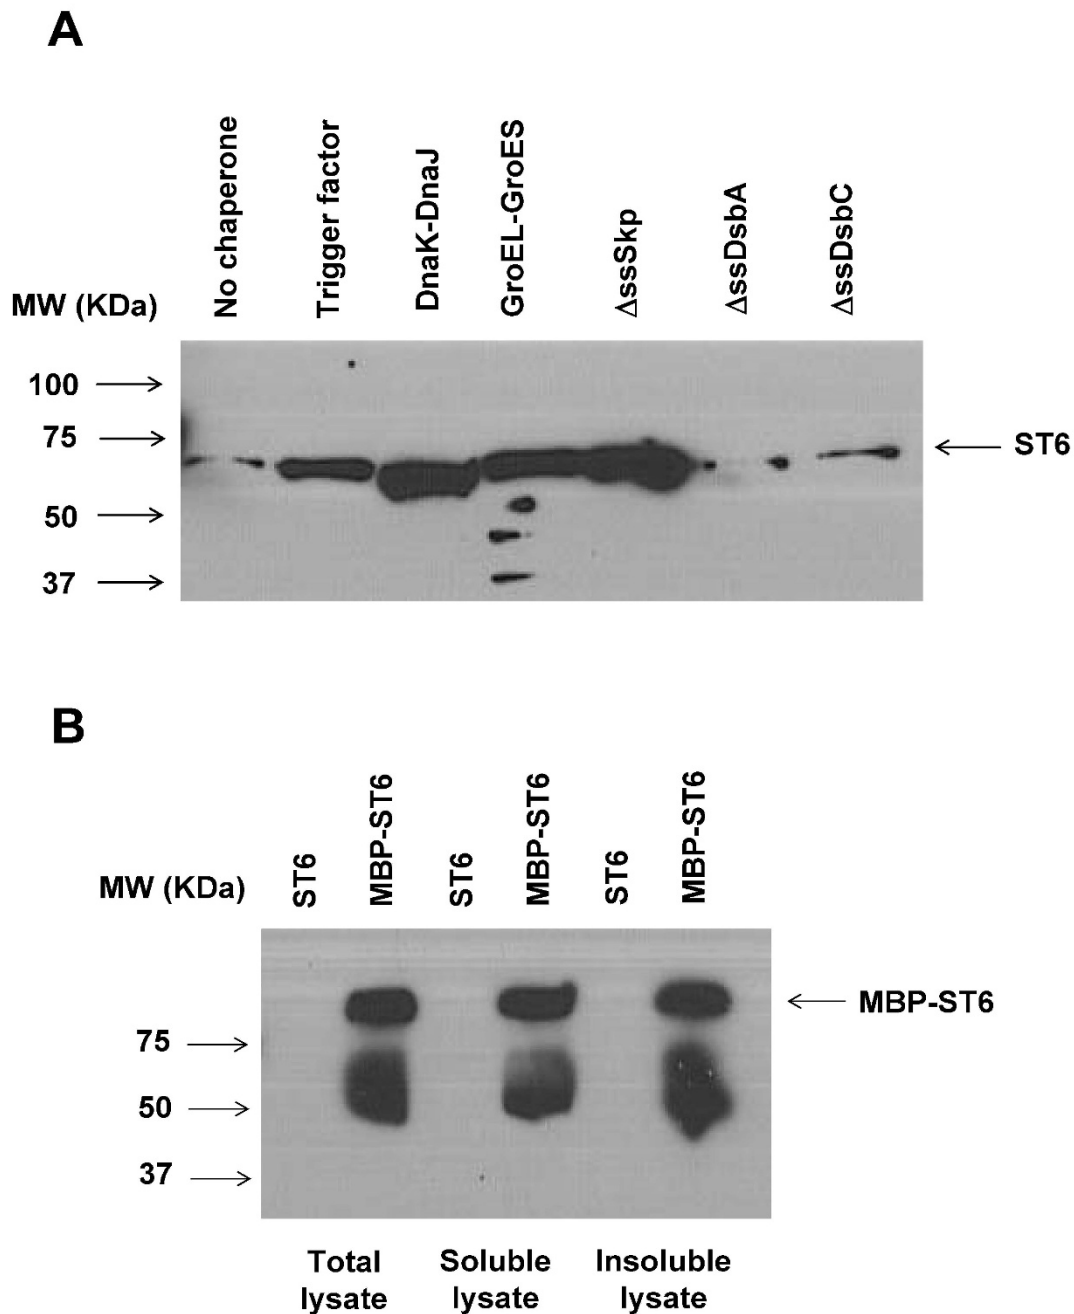 A
No chaperone
Trigger factor
DnaK-DnaJ
GroEL-GroES
ΔssSkp
ΔssDsbA
ΔssDsbC
MW (KDa)
100
75
50
37
ST6
B
ST6
MBP-ST6
ST6
MBP-ST6
ST6
MBP-ST6
MW (KDa)
75
50
37
MBP-ST6
Total
lysate
Soluble
lysate
Insoluble
lysate